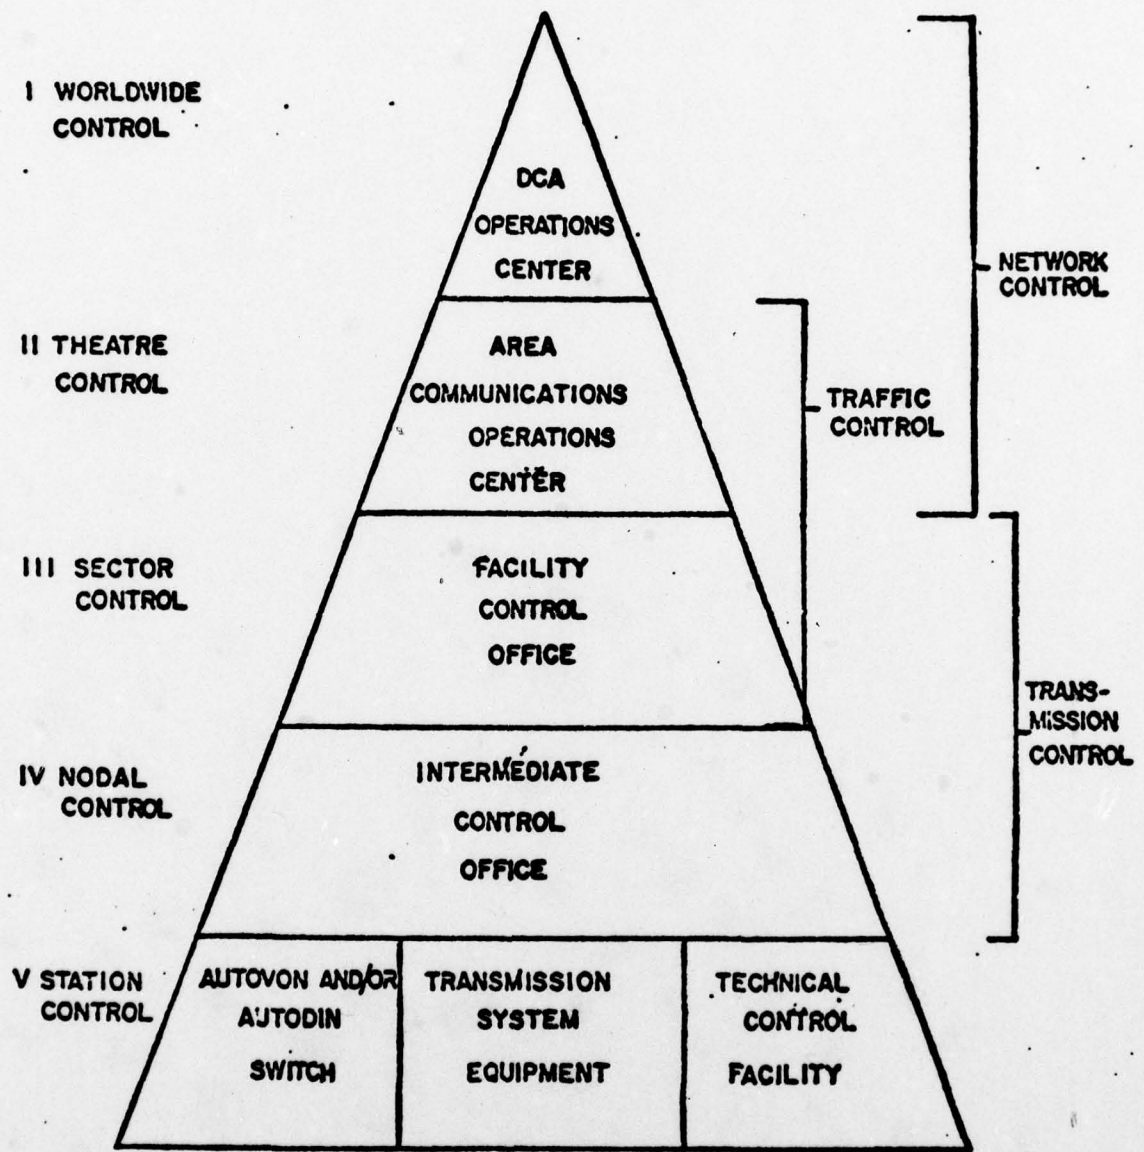 I WORLDWIDE
CONTROL
DCA
OPERATIONS
CENTER
NETWORK
CONTROL
II THEATRE
CONTROL
AREA
COMMUNICATIONS
OPERATIONS
CENTER
TRAFFIC
CONTROL
III SECTOR
CONTROL
FACILITY
CONTROL
OFFICE
TRANS-
MISSION
CONTROL
IV NODAL
CONTROL
INTERMEDIATE
CONTROL
OFFICE
V STATION
CONTROL
AUTOVON AND/OR
AUTODIN
SWITCH
TRANSMISSION
SYSTEM
EQUIPMENT
TECHNICAL
CONTROL
FACILITY